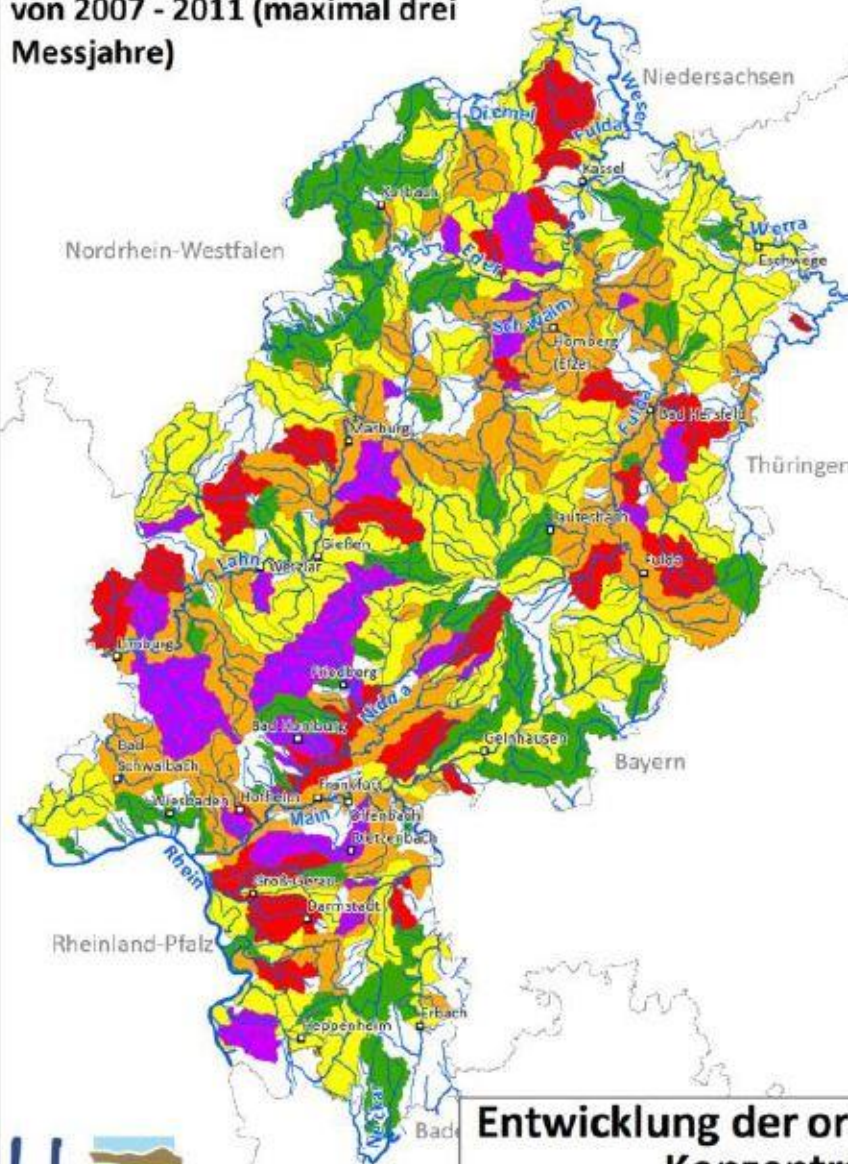 von 2007 - 2011 (maximal drei
Messjahre)
Niedersachsen
Weser
Diemel
Fulda
Kassel
Korbach
Werra
Nordrhein-Westfalen
Eder
Eschwege
Schwalm
Homberg
(Efze)
Fulda
Bad Hersfeld
Marburg
Thüringen
Lauterbach
Gießen
Lahn
Wetzlar
Fulda
Limburg
Friedberg
Nidda
Bad Homburg
Gelnhausen
Bad
Schwalbach
Bayern
Frankfurt
Wiesbaden
Hofheim
Main
Offenbach
Dietzenbach
Rhein
Groß-Gerau
Darmstadt
Rheinland-Pfalz
Erbach
Heppenheim
Neckar
Bade
Entwicklung der or